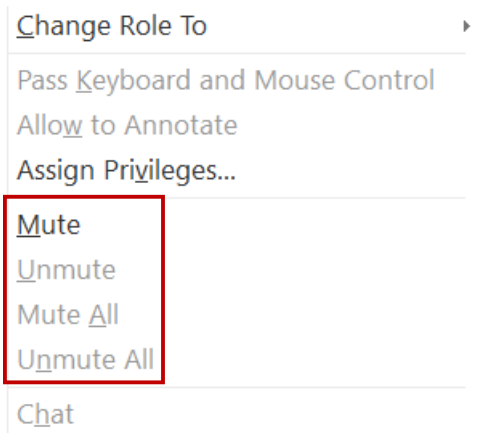 Change Role To
Pass Keyboard and Mouse Control
Allow to Annotate
Assign Privileges...
Mute
Unmute
Mute All
Unmute All
Chat